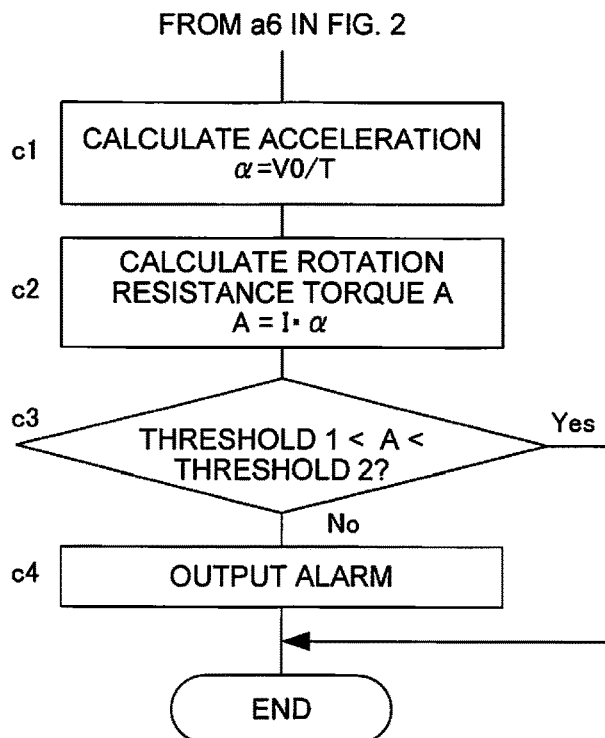 FROM a6 IN FIG. 2
c1
CALCULATE ACCELERATION
α=V0/T
c2
CALCULATE ROTATION
RESISTANCE TORQUE A
A = I· α
c3
THRESHOLD 1 < A <
THRESHOLD 2?
Yes
No
c4
OUTPUT ALARM
END